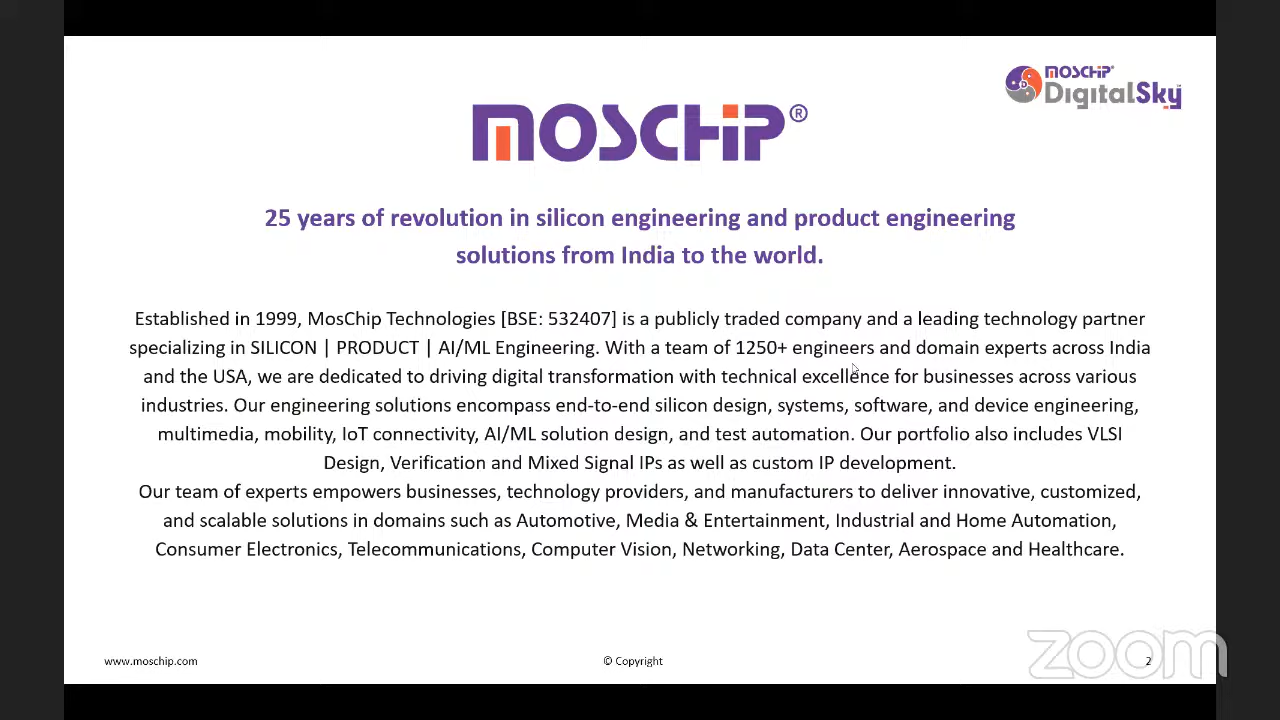 MOSCHIP®
DigitalSky
MOSCHIP®
25 years of revolution in silicon engineering and product engineering
solutions from India to the world.
Established in 1999, MosChip Technologies [BSE: 532407] is a publicly traded company and a leading technology partner
specializing in SILICON | PRODUCT | AI/ML Engineering. With a team of 1250+ engineers and domain experts across India
and the USA, we are dedicated to driving digital transformation with technical excellence for businesses across various
industries. Our engineering solutions encompass end-to-end silicon design, systems, software, and device engineering,
multimedia, mobility, IoT connectivity, AI/ML solution design, and test automation. Our portfolio also includes VLSI
Design, Verification and Mixed Signal IPs as well as custom IP development.
Our team of experts empowers businesses, technology providers, and manufacturers to deliver innovative, customized,
and scalable solutions in domains such as Automotive, Media & Entertainment, Industrial and Home Automation,
Consumer Electronics, Telecommunications, Computer Vision, Networking, Data Center, Aerospace and Healthcare.
www.moschip.com
© Copyright
2
zoom